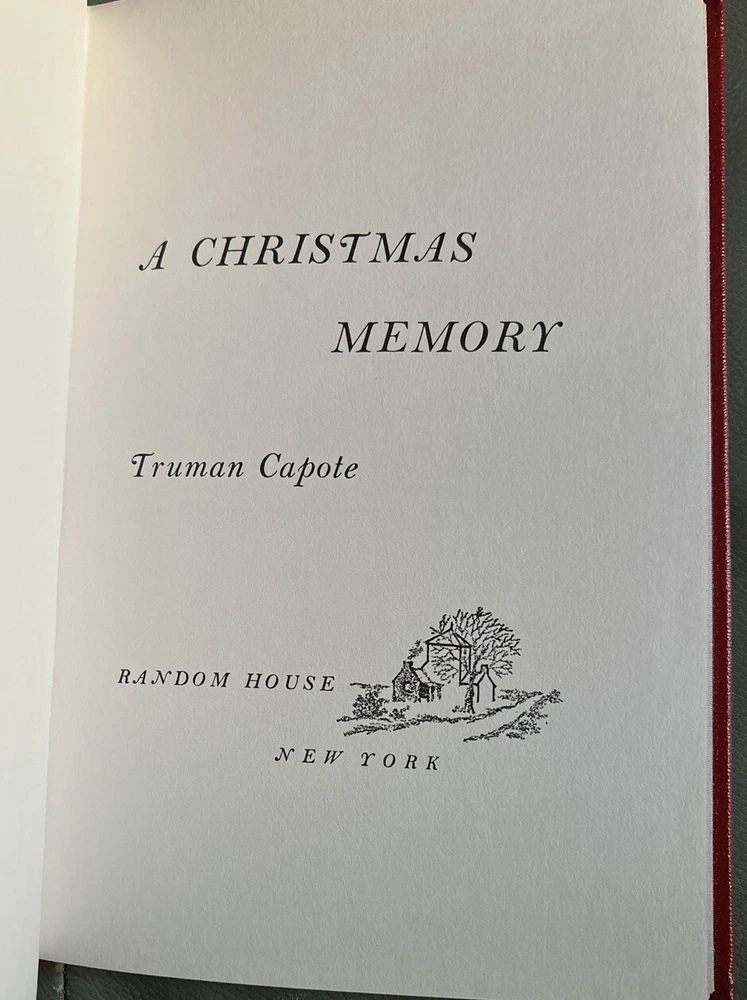 A CHRISTMAS
MEMORY
Truman Capote
RANDOM HOUSE
NEW YORK